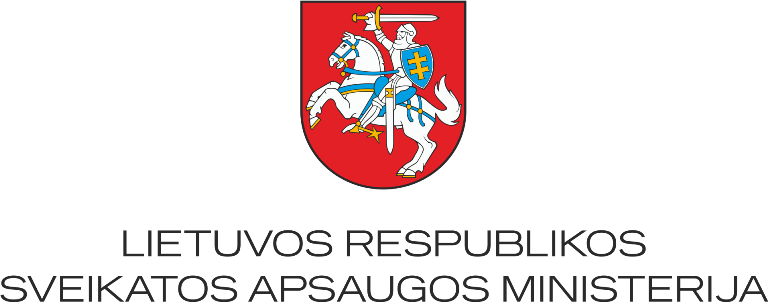 LIETUVOS RESPUBLIKOS
SVEIKATOS APSAUGOS MINISTERIJA